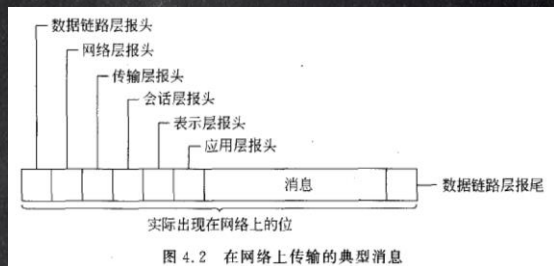 数据链路层报头
网络层报头
传输层报头
会话层报头
表示层报头
应用层报头
消息
数据链路层报尾
实际出现在网络上的位
图 4.2 在网络上传输的典型消息